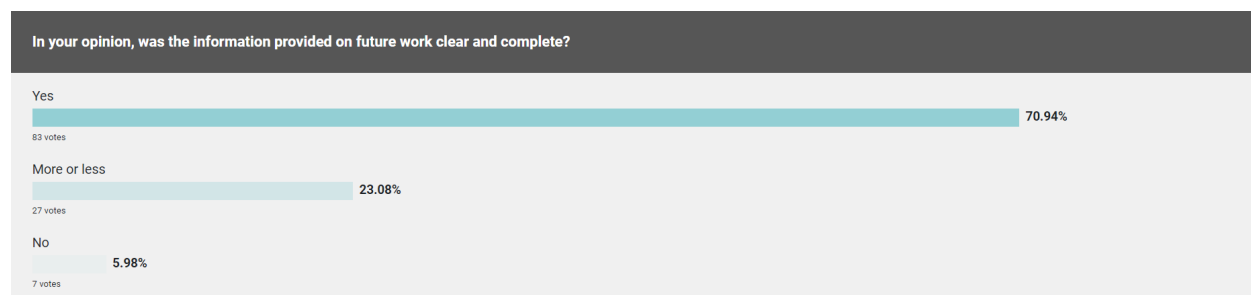 In your opinion, was the information provided on future work clear and complete?
Yes
70.94%
83 votes
More or less
23.08%
27 votes
No
5.98%
7 votes